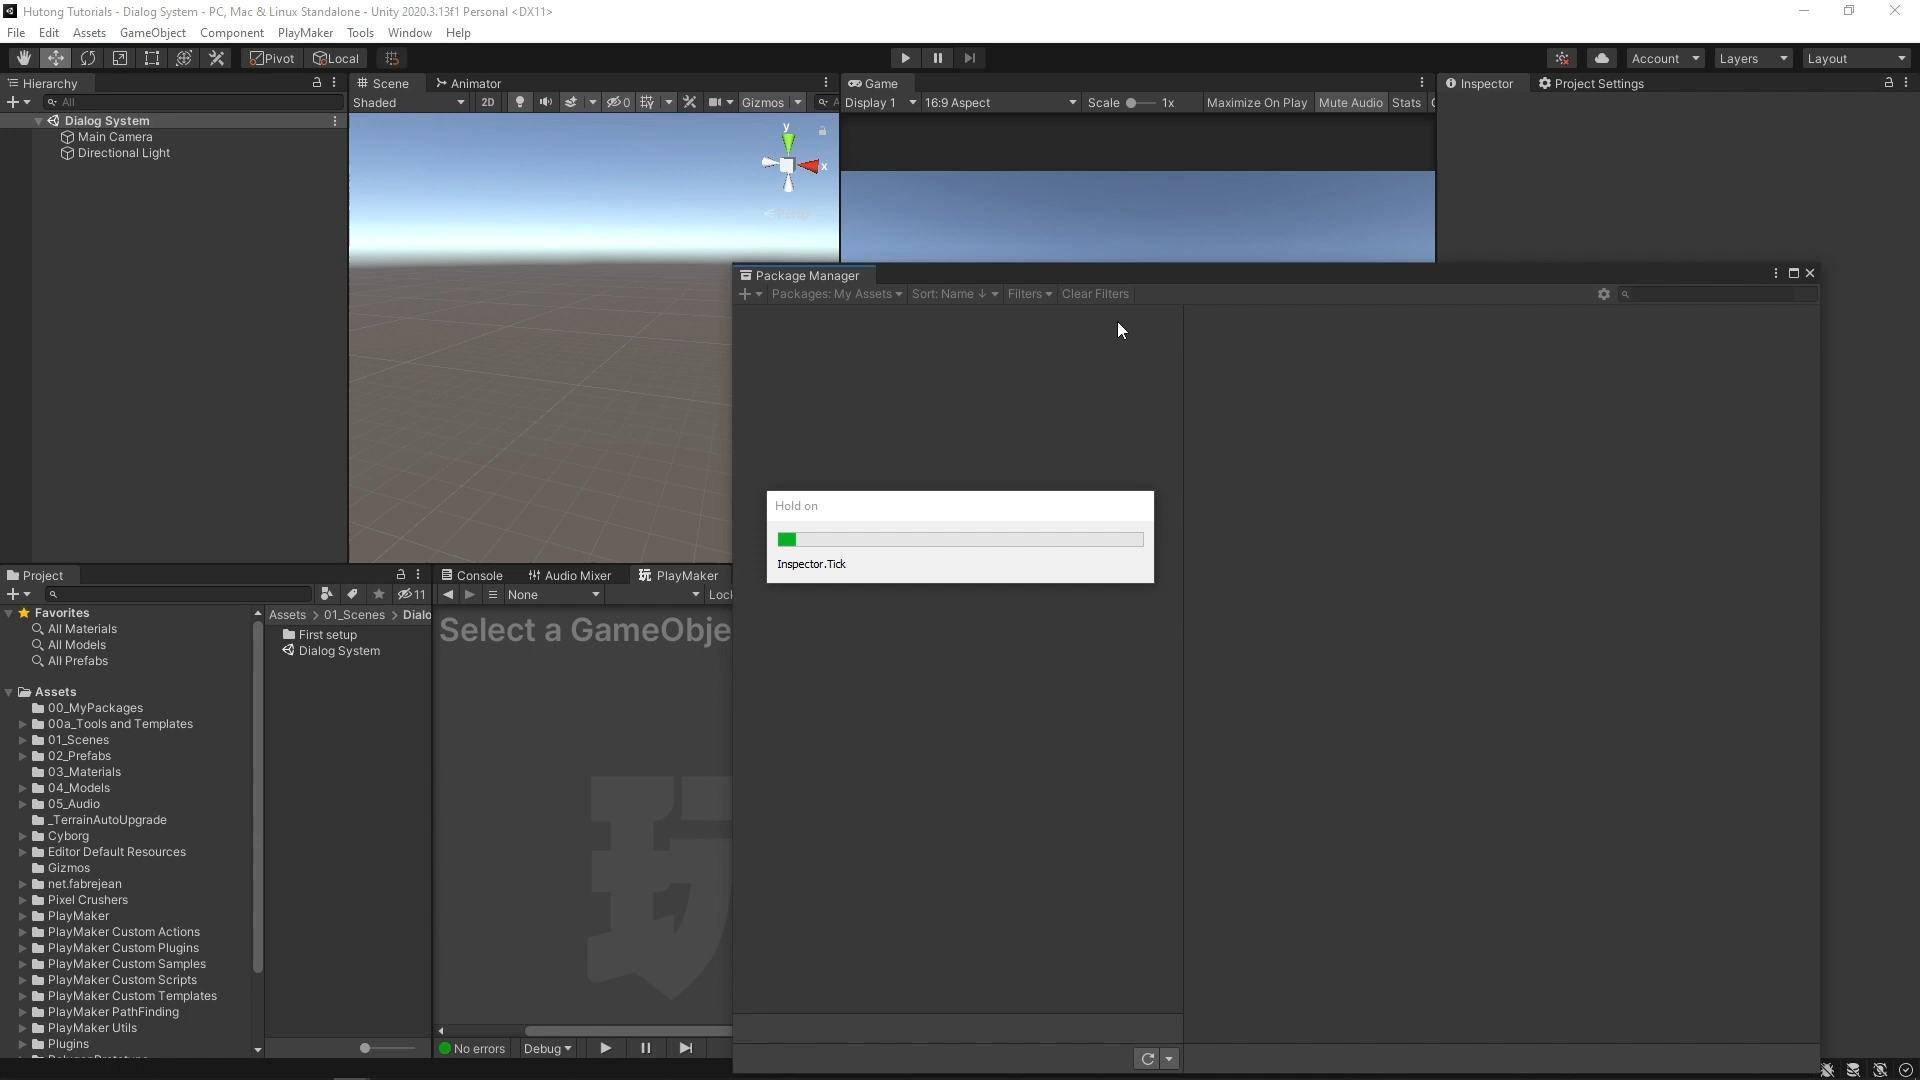 Hutong Tutorials - Dialog System - PC, Mac & Linux Standalone - Unity 2020.3.13f1 Personal <DX11>
File Edit Assets GameObject Component PlayMaker Tools Window Help
Pivot Local Account Layers Layout
Hierarchy
All
Dialog System
Main Camera
Directional Light
Scene Animator
Shaded 2D 0 Gizmos
y
x
Game
Display 1 16:9 Aspect Scale 1x Maximize On Play Mute Audio Stats
Inspector Project Settings
Package Manager
Packages: My Assets Sort: Name ↓ Filters Clear Filters
Hold on
Inspector.Tick
Project
11
Favorites
All Materials
All Models
All Prefabs
Assets
00_MyPackages
00a_Tools and Templates
01_Scenes
02_Prefabs
03_Materials
04_Models
05_Audio
_TerrainAutoUpgrade
Cyborg
Editor Default Resources
Gizmos
net.fabrejean
Pixel Crushers
PlayMaker
PlayMaker Custom Actions
PlayMaker Custom Plugins
PlayMaker Custom Samples
PlayMaker Custom Scripts
PlayMaker Custom Templates
PlayMaker PathFinding
PlayMaker Utils
Plugins
Assets > 01_Scenes > Dialo
First setup
Dialog System
Console Audio Mixer 玩 PlayMaker
None Loc
Select a GameObje
玩
No errors Debug